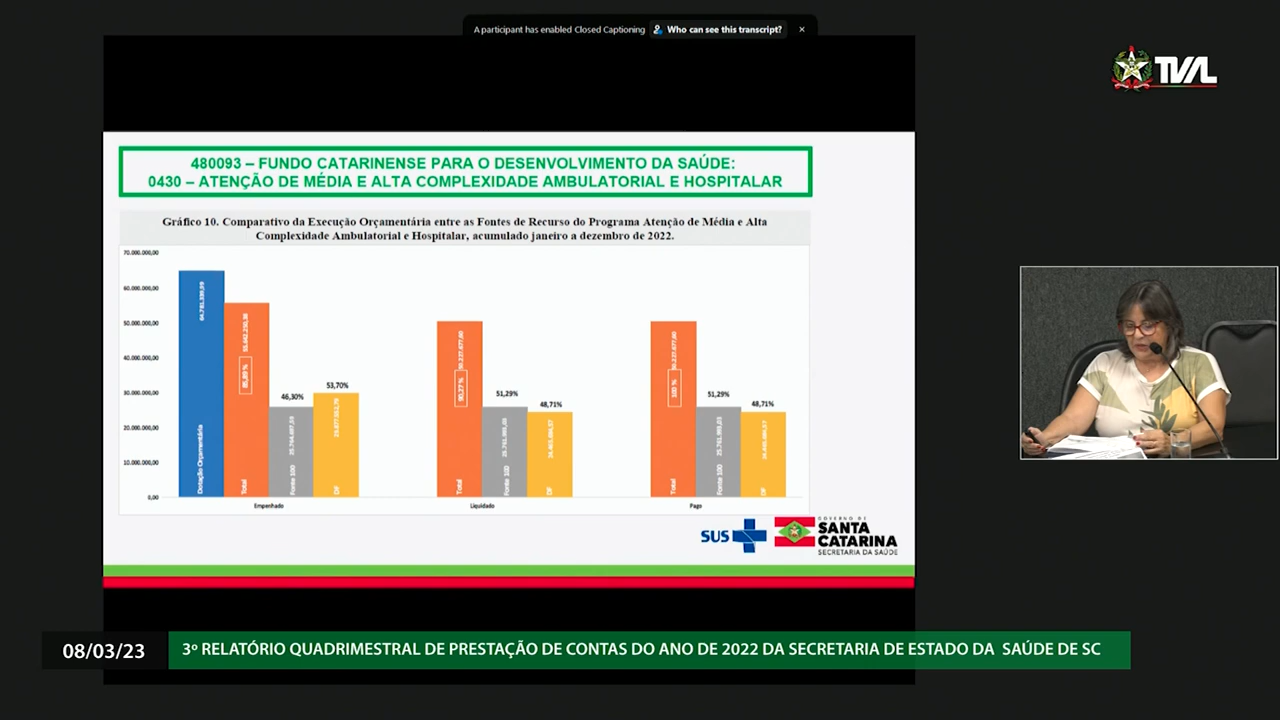 A participant has enabled Closed Captioning Who can see this transcript? ×
TVAL
480093 – FUNDO CATARINENSE PARA O DESENVOLVIMENTO DA SAÚDE:
0430 – ATENÇÃO DE MÉDIA E ALTA COMPLEXIDADE AMBULATORIAL E HOSPITALAR
Gráfico 10. Comparativo da Execução Orçamentária entre as Fontes de Recurso do Programa Atenção de Média e Alta
Complexidade Ambulatorial e Hospitalar, acumulado janeiro a dezembro de 2022.
70.000.000,00
60.000.000,00
50.000.000,00
40.000.000,00
30.000.000,00
20.000.000,00
10.000.000,00
0,00
Dotação Orçamentária
Total
85,89 %
46,30%
Fonte 100
53,70%
DF
Empenhado
Total
90,27 %
51,29%
Fonte 100
48,71%
DF
Liquidado
Total
100 %
51,29%
Fonte 100
48,71%
DF
Pago
SUS
GOVERNO DE
SANTA
CATARINA
SECRETARIA DA SAÚDE
08/03/23
3º RELATÓRIO QUADRIMESTRAL DE PRESTAÇÃO DE CONTAS DO ANO DE 2022 DA SECRETARIA DE ESTADO DA SAÚDE DE SC